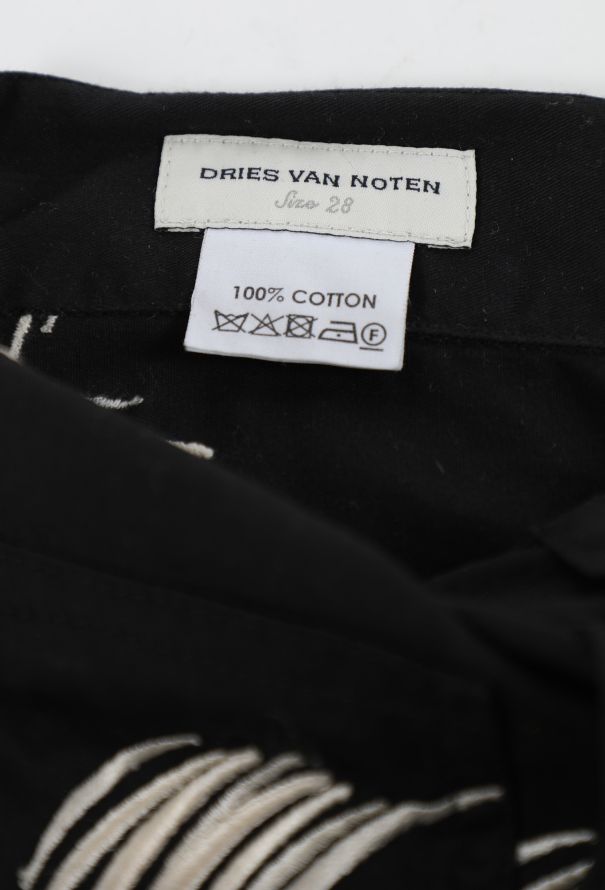 DRIES VAN NOTEN
Size 28
100% COTTON
F